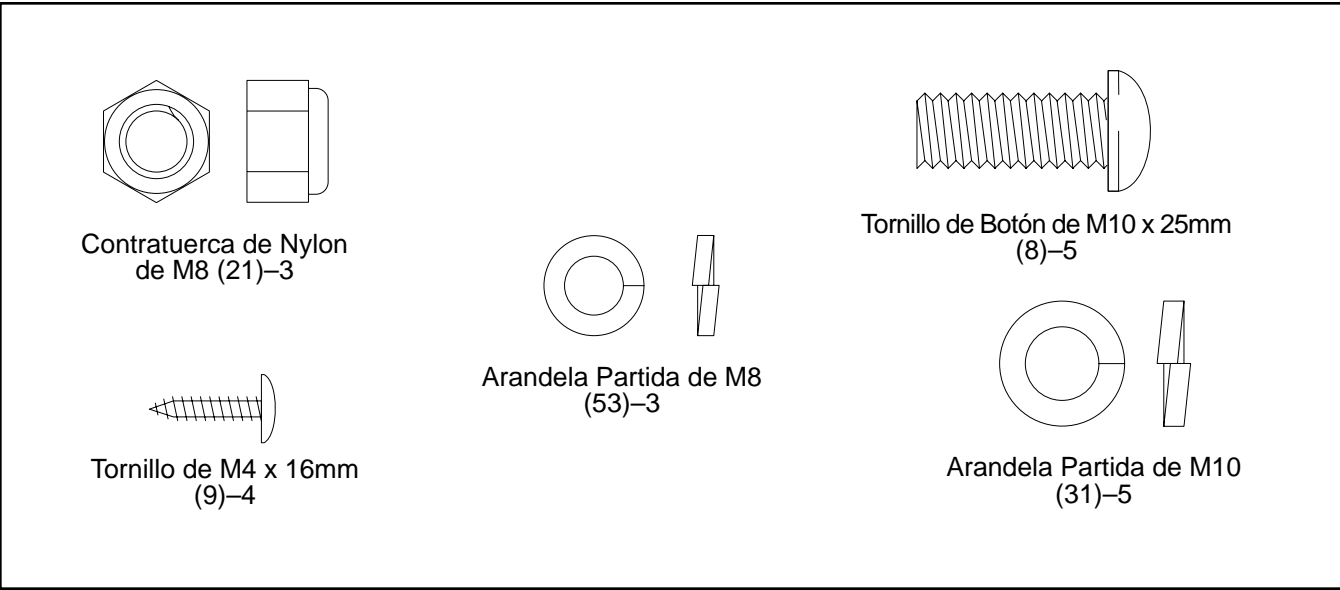 Contratuerca de Nylon
de M8 (21)–3
Tornillo de M4 x 16mm
(9)–4
Arandela Partida de M8
(53)–3
Tornillo de Botón de M10 x 25mm
(8)–5
Arandela Partida de M10
(31)–5